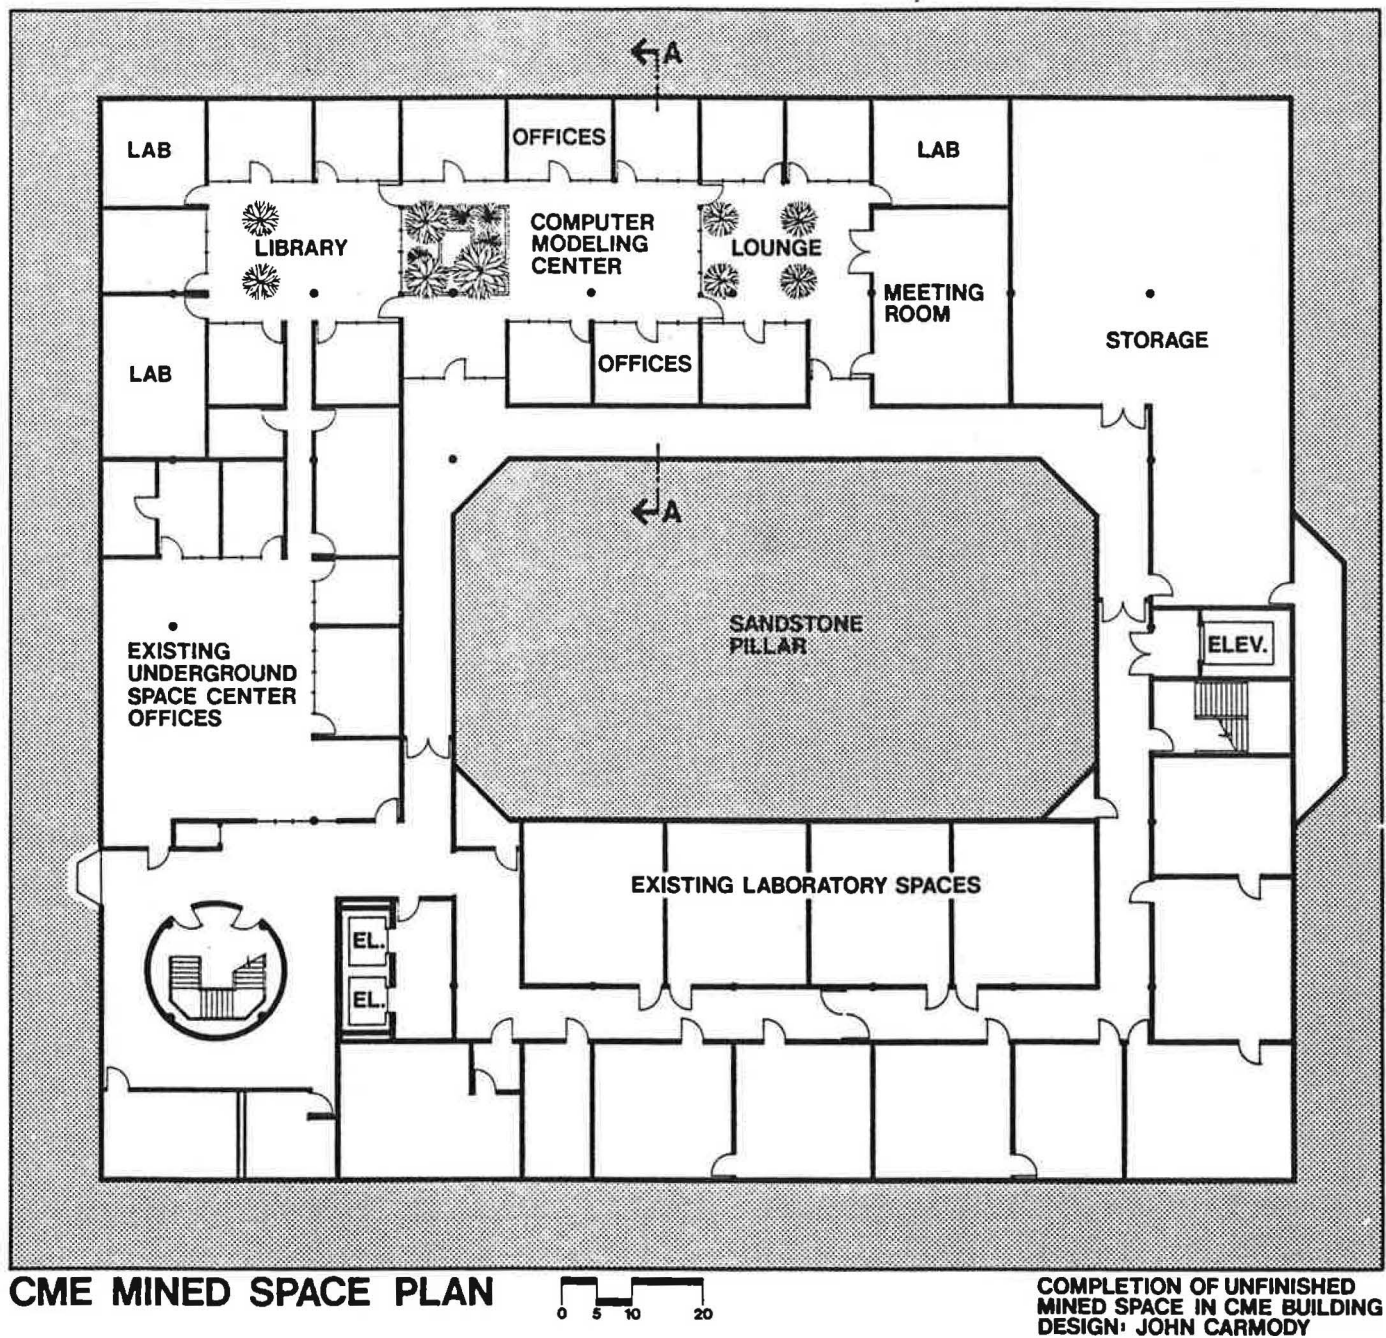 A
OFFICES
LAB
LAB
COMPUTER
MODELING
CENTER
LIBRARY
LOUNGE
MEETING
ROOM
STORAGE
OFFICES
LAB
A
SANDSTONE
PILLAR
ELEV.
EXISTING
UNDERGROUND
SPACE CENTER
OFFICES
EXISTING LABORATORY SPACES
EL.
EL.
CME MINED SPACE PLAN
0 5 10 20
COMPLETION OF UNFINISHED
MINED SPACE IN CME BUILDING
DESIGN: JOHN CARMODY